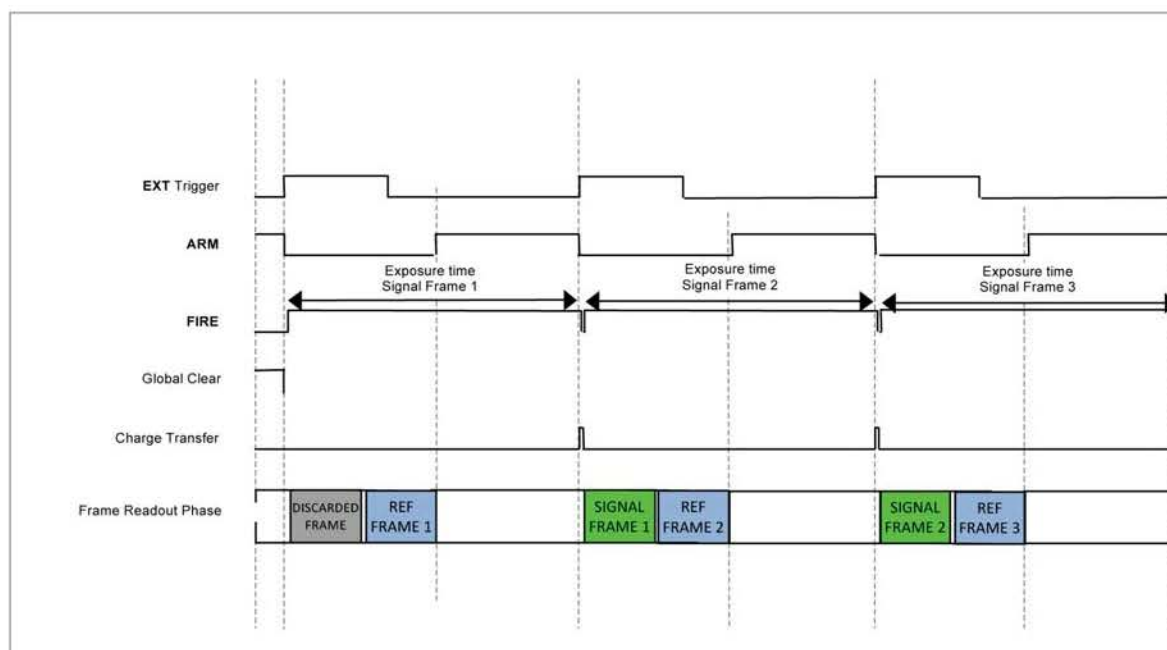 EXT Trigger
ARM
Exposure time
Signal Frame 1
Exposure time
Signal Frame 2
Exposure time
Signal Frame 3
FIRE
Global Clear
Charge Transfer
Frame Readout Phase
DISCARDED
FRAME
REF
FRAME 1
SIGNAL
FRAME 1
REF
FRAME 2
SIGNAL
FRAME 2
REF
FRAME 3